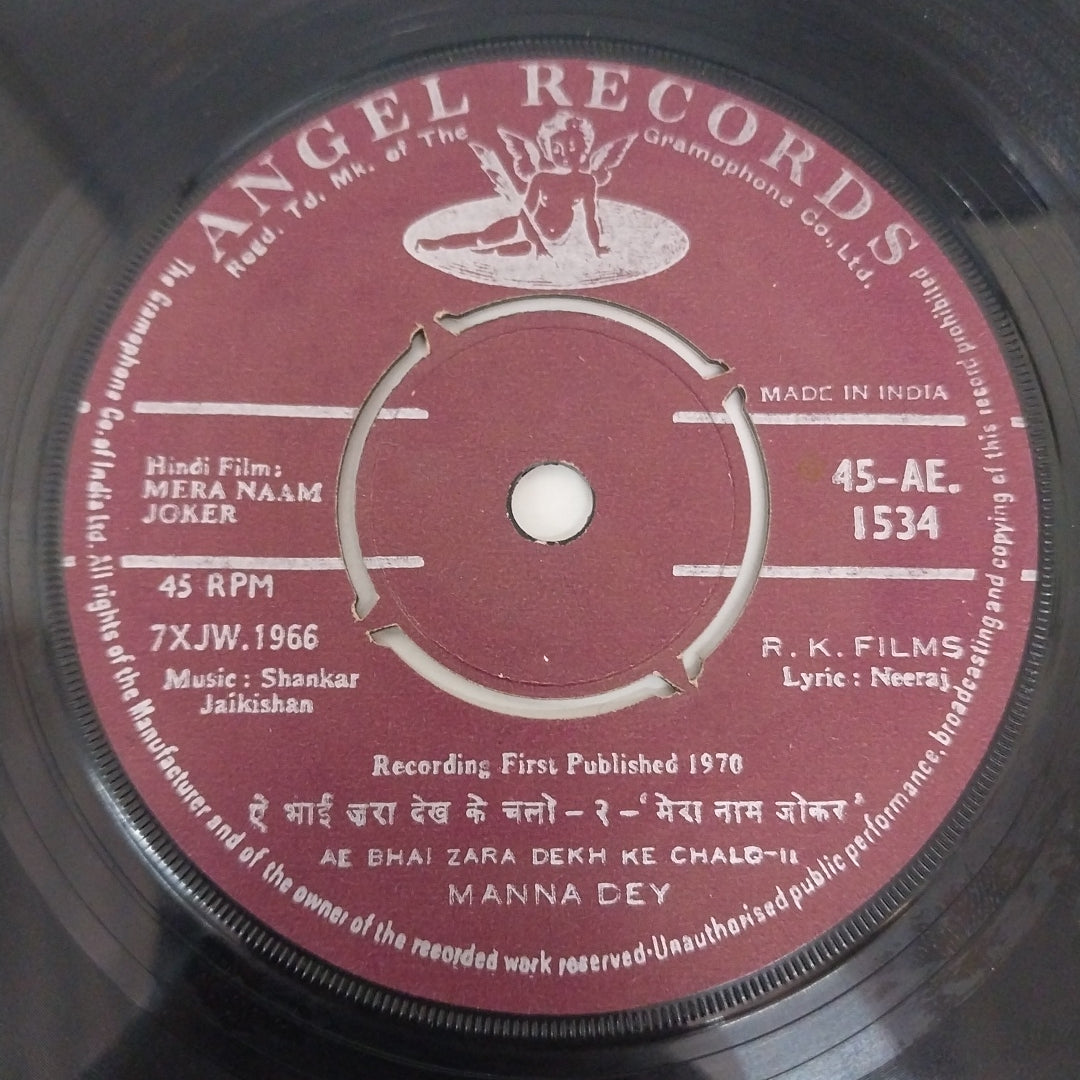 ANGEL RECORDS
Regd. Td. Mk. of The Gramophone Co., Ltd.
MADE IN INDIA
Hindi Film:
MERA NAAM
JOKER
45-AE.
1534
45 RPM
7XJW.1966
Music : Shankar
Jaikishan
R. K. FILMS
Lyric : Neeraj
Recording First Published 1970
ऐ भाई ज़रा देख के चलो - २ - 'मेरा नाम जोकर'
AE BHAI ZARA DEKH KE CHALO-II
MANNA DEY
The Gramophone Co. of India Ltd. All rights of the Manufacturer and of the owner of the recorded work reserved·Unauthorised public performance, broadcasting and copying of this record prohibited